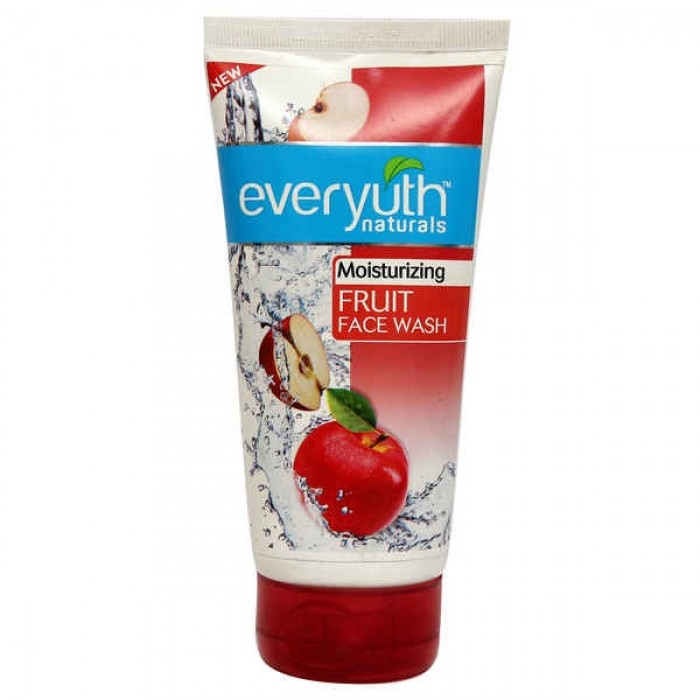 NEW
everyuth™
naturals
Moisturizing
FRUIT
FACE WASH